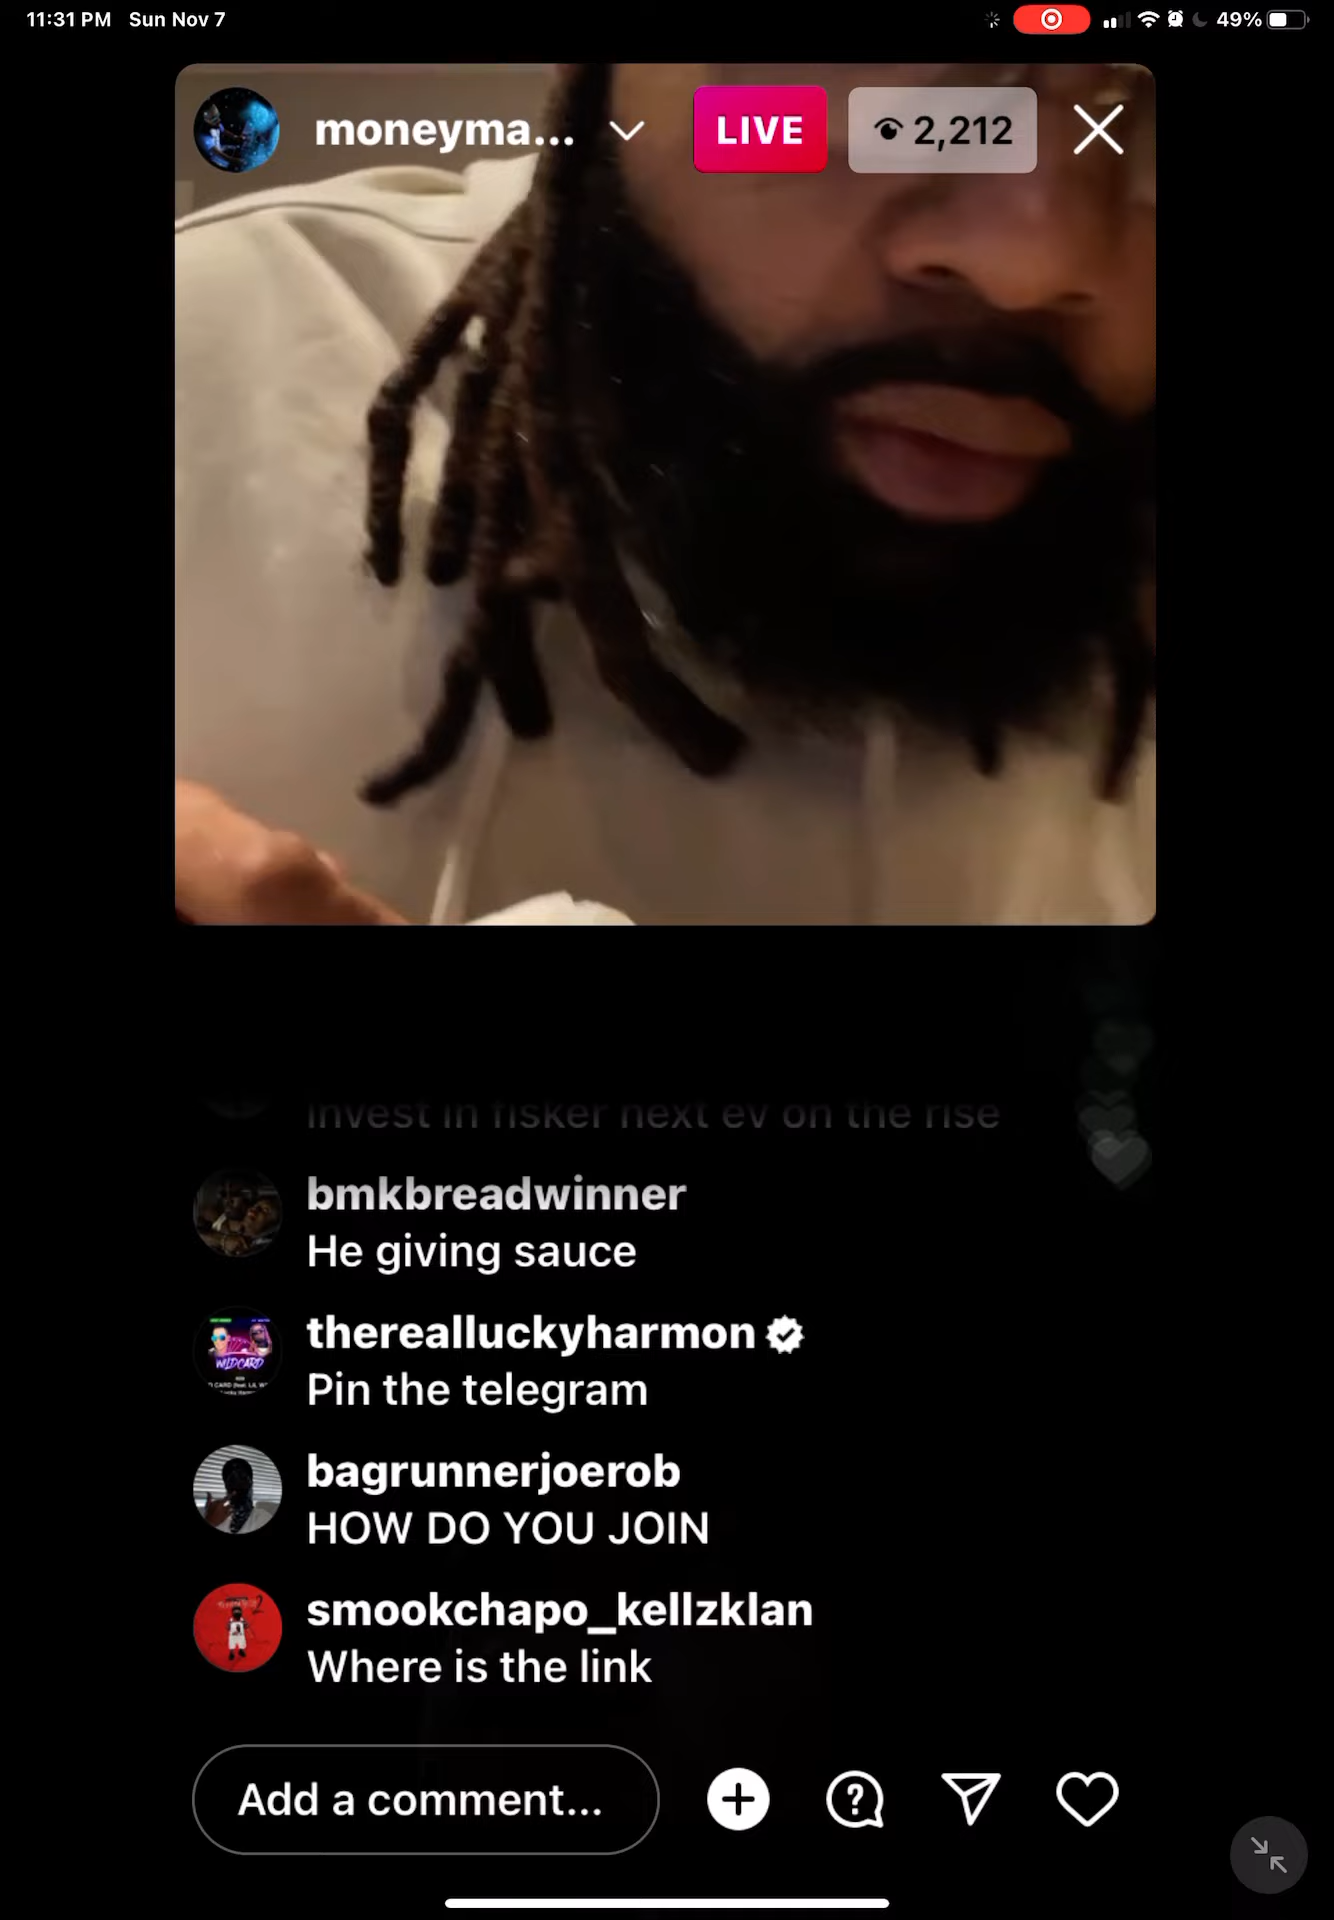 11:31 PM Sun Nov 7
49%
moneyma...
LIVE
2,212
invest in fisker next ev on the rise
bmkbreadwinner
He giving sauce
therealluckyharmon
Pin the telegram
WILDCARD
bagrunnerjoerob
HOW DO YOU JOIN
smookchapo_kellzklan
Where is the link
Add a comment...